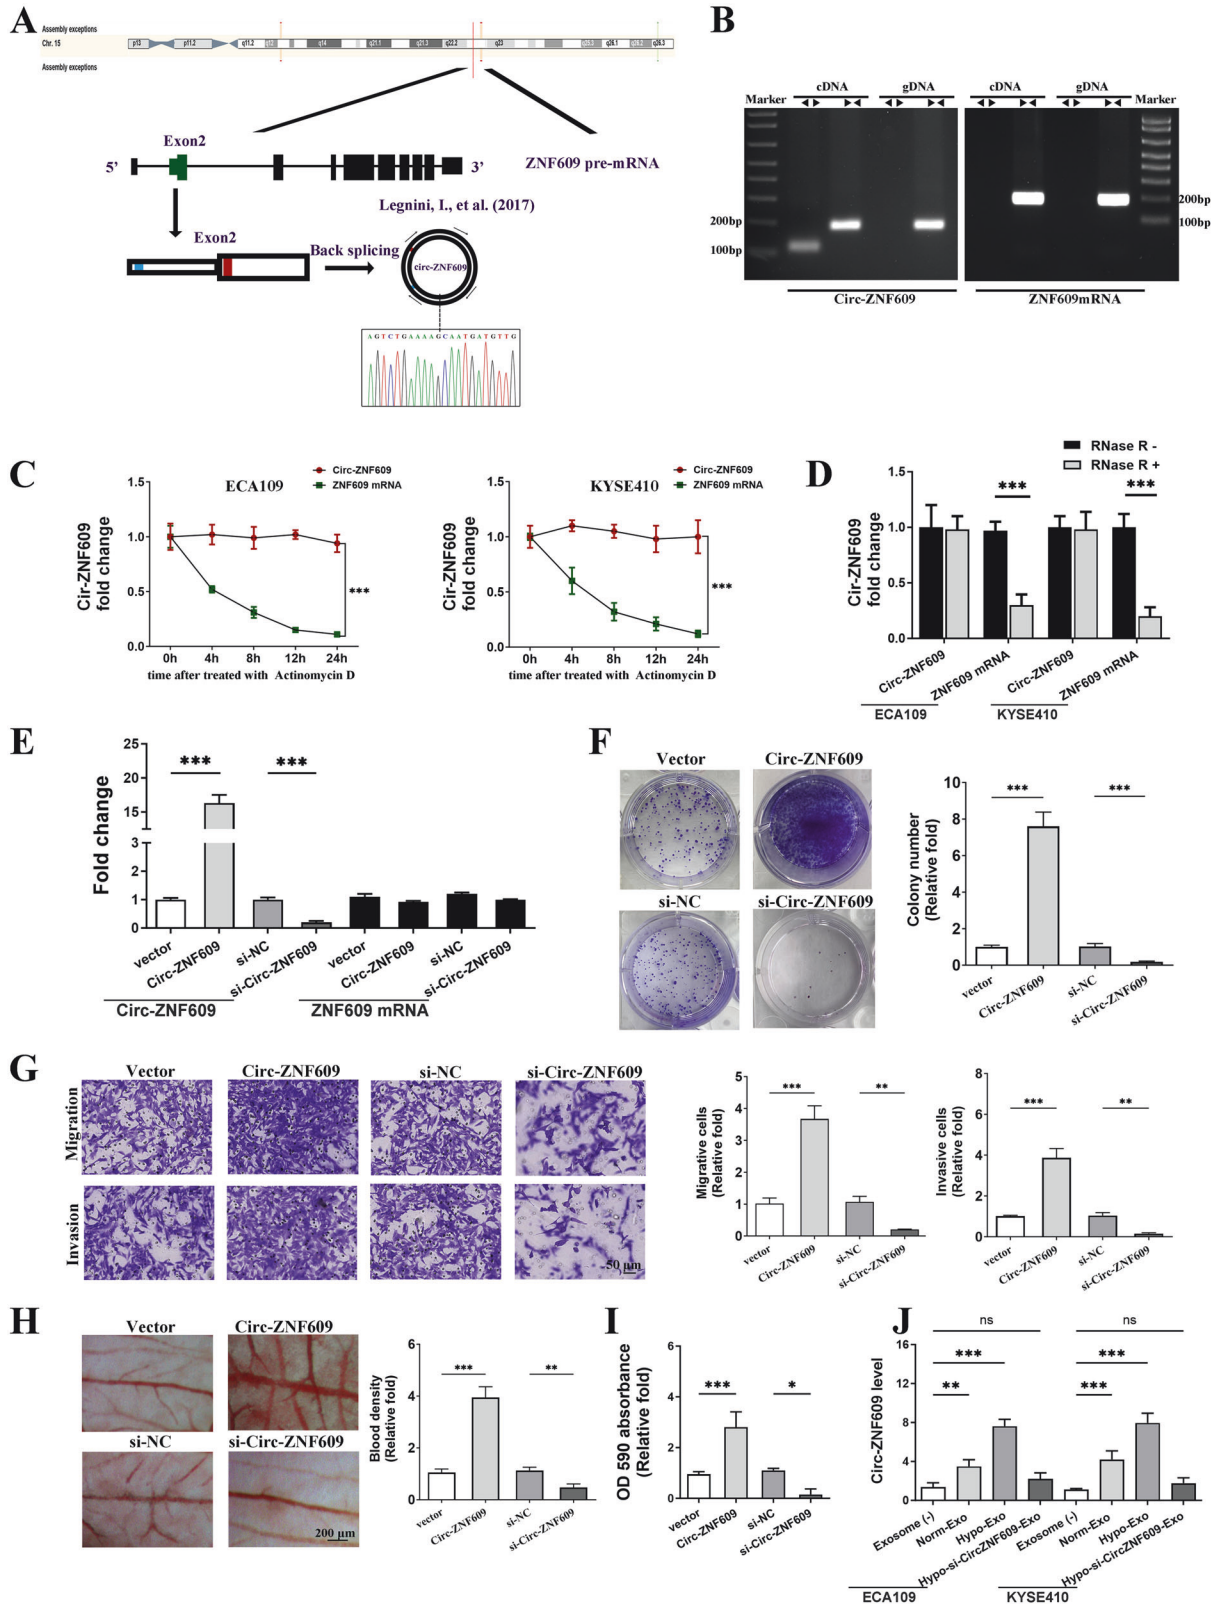 A
Assembly exceptions
Chr. 15
p13 p11.2 q11.2 q14 q21.1 q21.3 q22.2 q23 q26.1 q26.3
Assembly exceptions
Exon2
5’ 3’
ZNF609 pre-mRNA
Legnini, I., et al. (2017)
Exon2
Back splicing
circ-ZNF609
AGTCTGAAAAGCAATGATGTTG
B
cDNA gDNA cDNA gDNA
Marker Marker
200bp
100bp
200bp
100bp
Circ-ZNF609 ZNF609mRNA
C
ECA109
Circ-ZNF609
ZNF609 mRNA
Cir-ZNF609
fold change
1.5
1.0
0.5
0.0
***
0h 4h 8h 12h 24h
time after treated with Actinomycin D
KYSE410
Circ-ZNF609
ZNF609 mRNA
Cir-ZNF609
fold change
1.5
1.0
0.5
0.0
***
0h 4h 8h 12h 24h
time after treated with Actinomycin D
D
RNase R -
RNase R +
Cir-ZNF609
fold change
1.5
1.0
0.5
0.0
*** ***
Circ-ZNF609 ZNF609 mRNA Circ-ZNF609 ZNF609 mRNA
ECA109 KYSE410
E
Fold change
25
20
15
3
2
1
0
*** ***
vector Circ-ZNF609 si-NC si-Circ-ZNF609 vector Circ-ZNF609 si-NC si-Circ-ZNF609
Circ-ZNF609 ZNF609 mRNA
F
Vector Circ-ZNF609
si-NC si-Circ-ZNF609
Colony number
(Relative fold)
10
8
6
4
2
0
*** ***
vector Circ-ZNF609 si-NC si-Circ-ZNF609
G
Vector Circ-ZNF609 si-NC si-Circ-ZNF609
Migration
Invasion
50 μm
Migrative cells
(Relative fold)
5
4
3
2
1
0
*** **
vector Circ-ZNF609 si-NC si-Circ-ZNF609
Invasive cells
(Relative fold)
8
6
4
2
0
*** **
vector Circ-ZNF609 si-NC si-Circ-ZNF609
H
Vector Circ-ZNF609
si-NC si-Circ-ZNF609
200 μm
Blood density
(Relative fold)
6
4
2
0
*** **
vector Circ-ZNF609 si-NC si-Circ-ZNF609
I
OD 590 absorbance
(Relative fold)
6
4
2
0
*** *
vector Circ-ZNF609 si-NC si-Circ-ZNF609
J
Circ-ZNF609 level
16
12
8
4
0
ns ns
*** ***
** ***
Exosome (-) Norm-Exo Hypo-Exo Hypo-si-CircZNF609-Exo Exosome (-) Norm-Exo Hypo-Exo Hypo-si-CircZNF609-Exo
ECA109 KYSE410